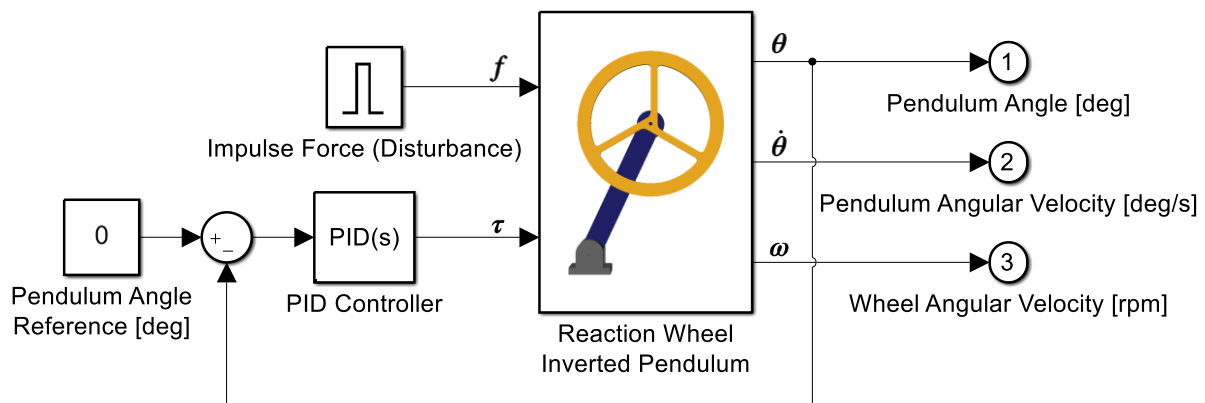 f
Impulse Force (Disturbance)
0
Pendulum Angle
Reference [deg]
+
−
PID(s)
PID Controller
τ
Reaction Wheel
Inverted Pendulum
θ
1
Pendulum Angle [deg]
θ̇
2
Pendulum Angular Velocity [deg/s]
ω
3
Wheel Angular Velocity [rpm]